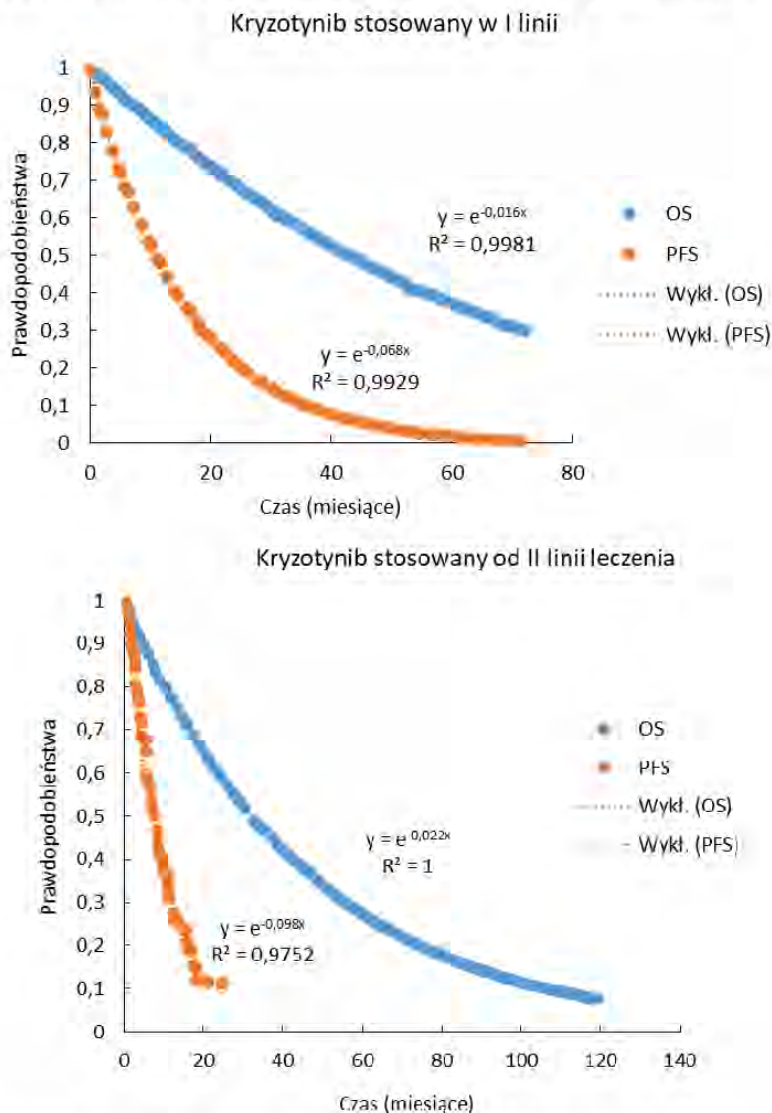 Kryzotynib stosowany w I linii
Prawdopodobieństwa
1
0,9
0,8
0,7
0,6
0,5
0,4
0,3
0,2
0,1
0
y = e^-0,016x
R² = 0,9981
y = e^-0,068x
R² = 0,9929
OS
PFS
Wykł. (OS)
Wykł. (PFS)
0 20 40 60 80
Czas (miesiące)
Kryzotynib stosowany od II linii leczenia
Prawdopodobieństwa
1
0,9
0,8
0,7
0,6
0,5
0,4
0,3
0,2
0,1
0
y = e^0,022x
R² = 1
y = e^-0,098x
R² = 0,9752
OS
PFS
Wykł. (OS)
Wykł. (PFS)
0 20 40 60 80 100 120 140
Czas (miesiące)